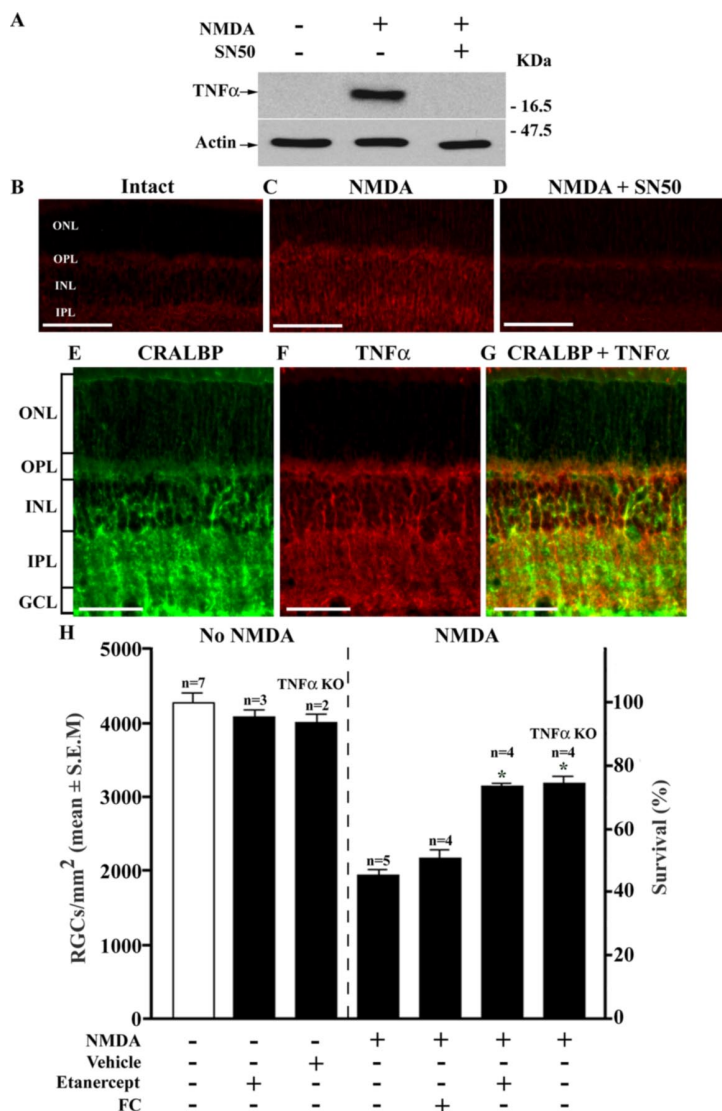 A
NMDA - + +
SN50 - - +
KDa
TNFα
- 16.5
- 47.5
Actin
B Intact C NMDA D NMDA + SN50
ONL
OPL
INL
IPL
E CRALBP F TNFα G CRALBP + TNFα
ONL
OPL
INL
IPL
GCL
H No NMDA NMDA
5000
4000
3000
2000
1000
0
RGCs/mm² (mean ± S.E.M)
n=7
n=3
TNFα KO
n=2
n=5
n=4
n=4
*
TNFα KO
n=4
*
100
80
60
40
20
0
Survival (%)
NMDA - - - + + + +
Vehicle - - + - - - -
Etanercept - + - - - + -
FC - - - - + - -